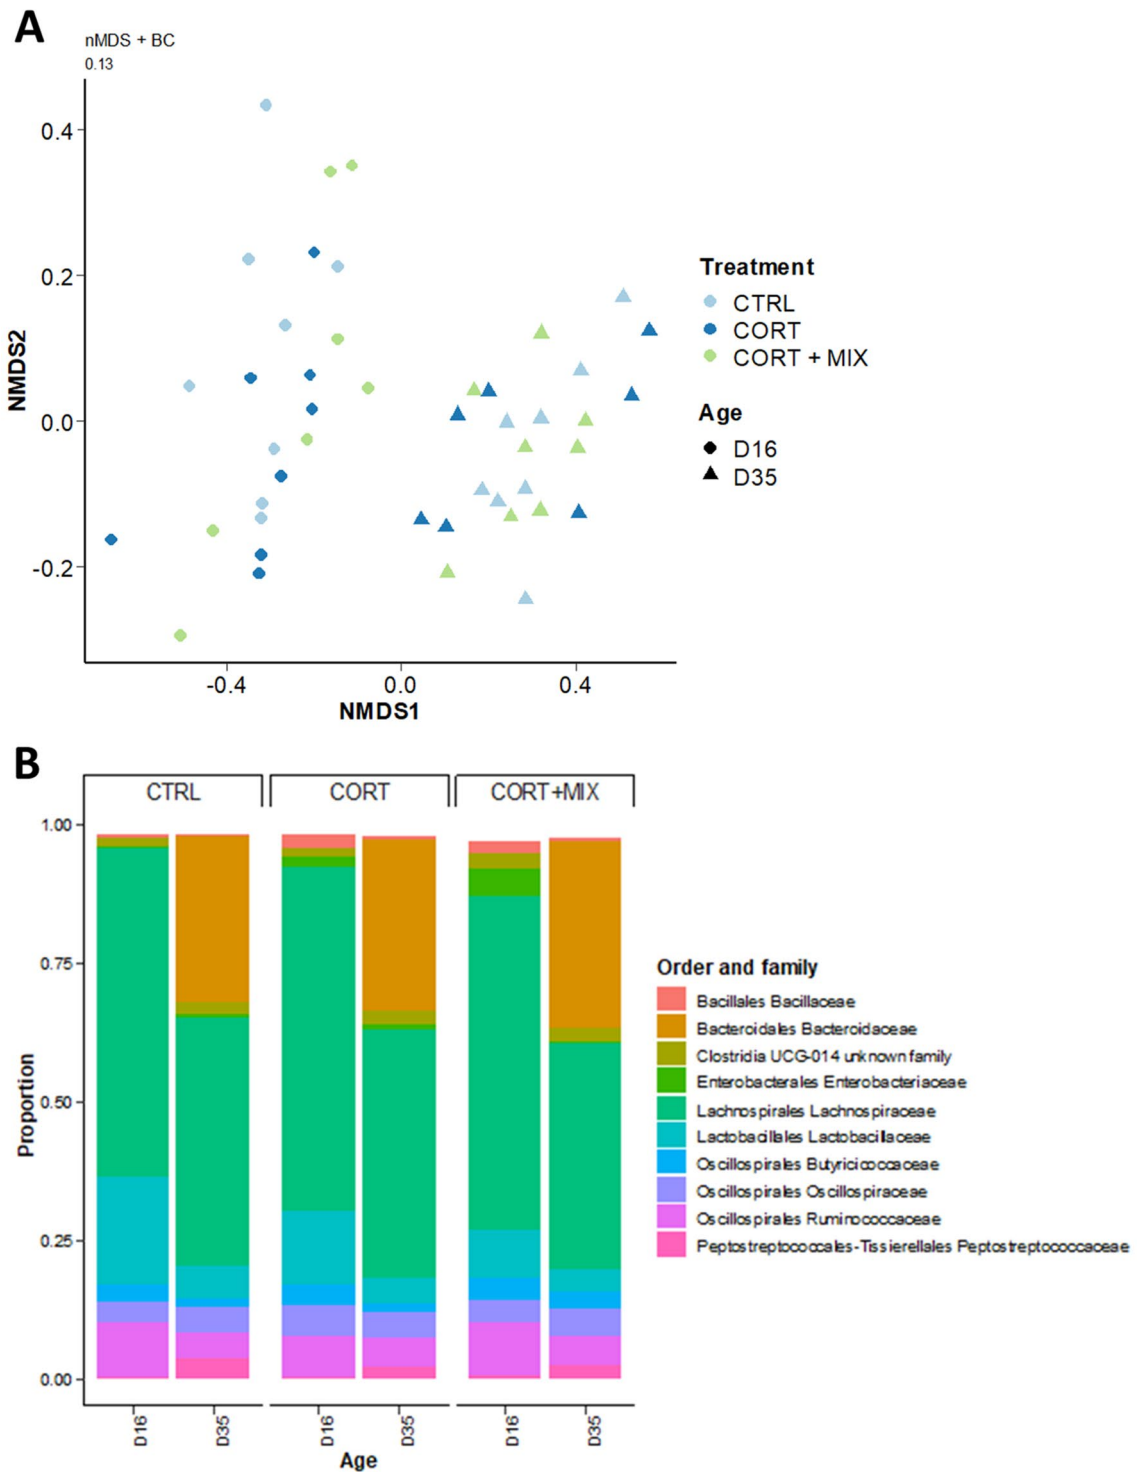 A
nMDS + BC
0.13
0.4
0.2
0.0
-0.2
NMDS2
-0.4 0.0 0.4
NMDS1
Treatment
CTRL
CORT
CORT + MIX
Age
D16
D35
B
CTRL CORT CORT+MIX
1.00
0.75
0.50
0.25
0.00
Proportion
D16 D35 D16 D35 D16 D35
Age
Order and family
Bacillales Bacillaceae
Bacteroidales Bacteroidaceae
Clostridia UCG-014 unknown family
Enterobacterales Enterobacteriaceae
Lachnospirales Lachnospiraceae
Lactobacillales Lactobacillaceae
Oscillospirales Butyricicoccaceae
Oscillospirales Oscillospiraceae
Oscillospirales Ruminococcaceae
Peptostreptococcales-Tissierellales Peptostreptococcaceae